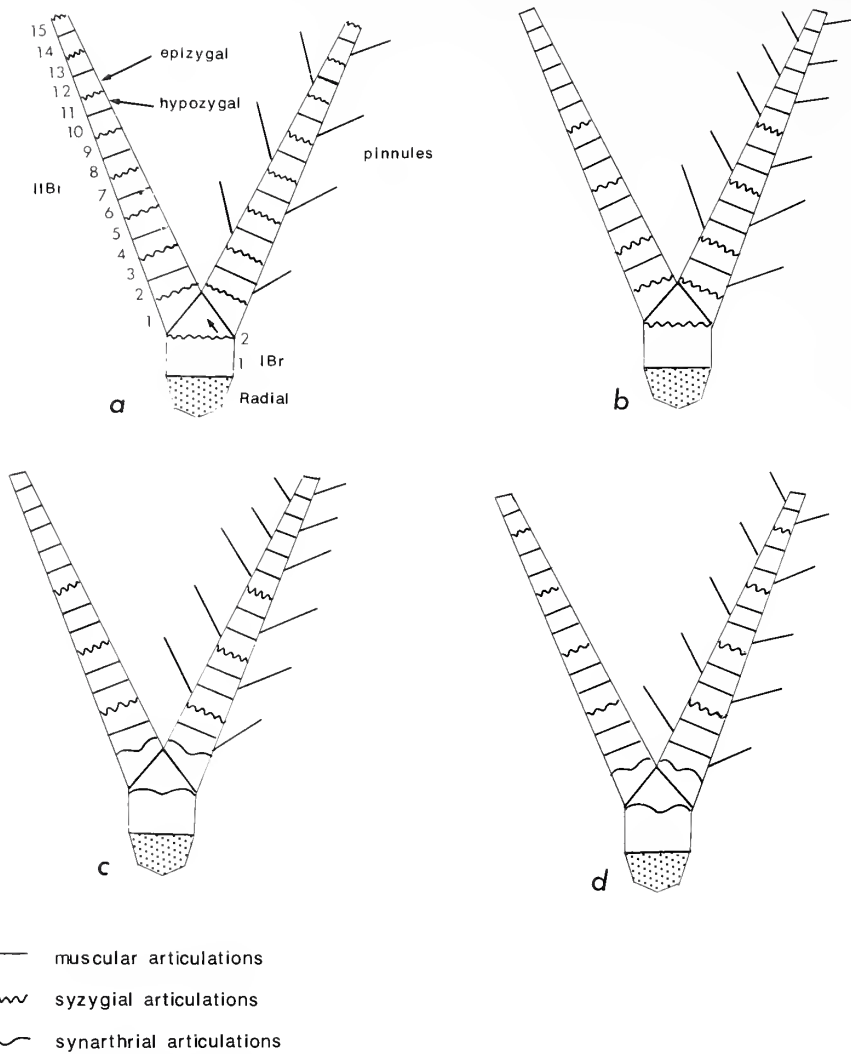 15
14
13
12
11
10
9
8
7
6
5
4
3
2
1
epizygal
hypozygal
IIBr
pinnules
2
1 IBr
Radial
a
b
c
d
muscular articulations
syzygial articulations
synarthrial articulations